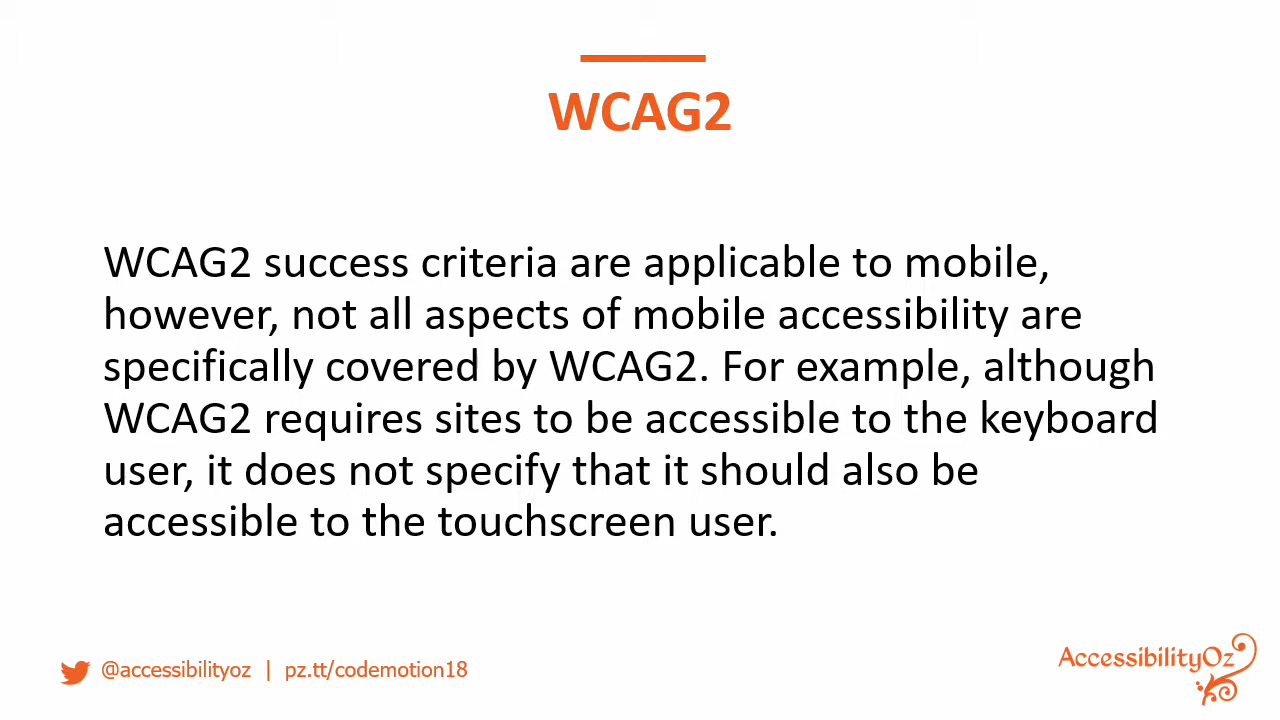 WCAG2
WCAG2 success criteria are applicable to mobile,
however, not all aspects of mobile accessibility are
specifically covered by WCAG2. For example, although
WCAG2 requires sites to be accessible to the keyboard
user, it does not specify that it should also be
accessible to the touchscreen user.
@accessibilityoz | pz.tt/codemotion18
AccessibilityOz